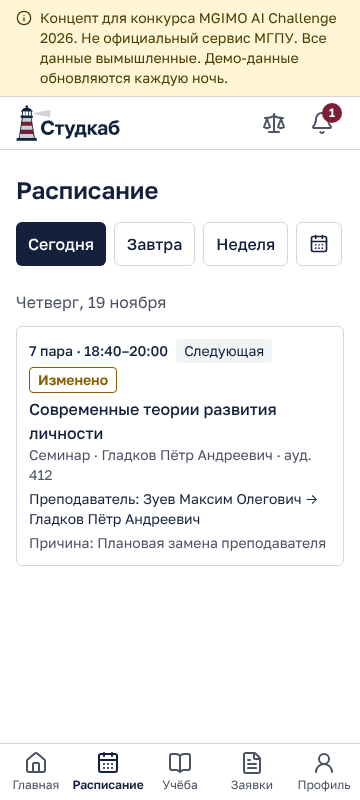 Концепт для конкурса MGIMO AI Challenge
2026. Не официальный сервис МГПУ. Все
данные вымышленные. Демо-данные
обновляются каждую ночь.
Студкаб
1
Расписание
Сегодня
Завтра
Неделя
Четверг, 19 ноября
7 пара · 18:40–20:00 Следующая
Изменено
Современные теории развития
личности
Семинар · Гладков Пётр Андреевич · ауд.
412
Преподаватель: Зуев Максим Олегович →
Гладков Пётр Андреевич
Причина: Плановая замена преподавателя
Главная
Расписание
Учёба
Заявки
Профиль